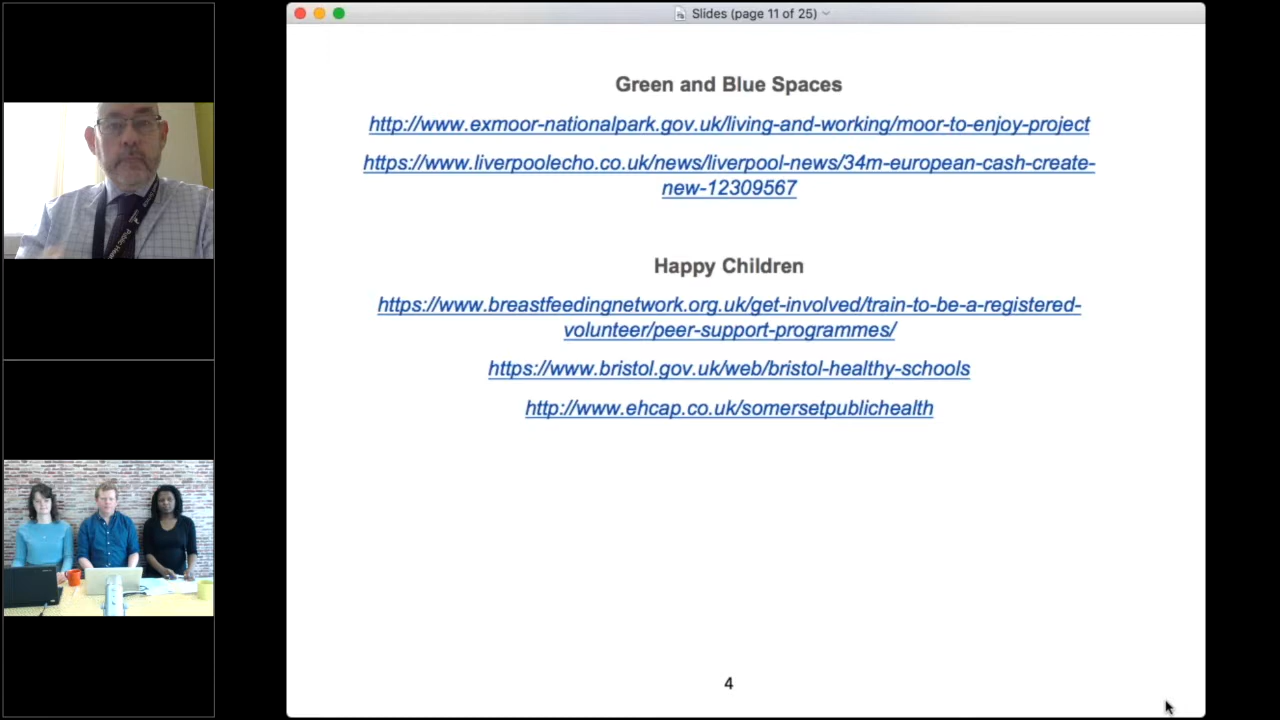 Slides (page 11 of 25)
Green and Blue Spaces
http://www.exmoor-nationalpark.gov.uk/living-and-working/moor-to-enjoy-project
https://www.liverpoolecho.co.uk/news/liverpool-news/34m-european-cash-create-
new-12309567
Happy Children
https://www.breastfeedingnetwork.org.uk/get-involved/train-to-be-a-registered-
volunteer/peer-support-programmes/
https://www.bristol.gov.uk/web/bristol-healthy-schools
http://www.ehcap.co.uk/somersetpublichealth
4
Public